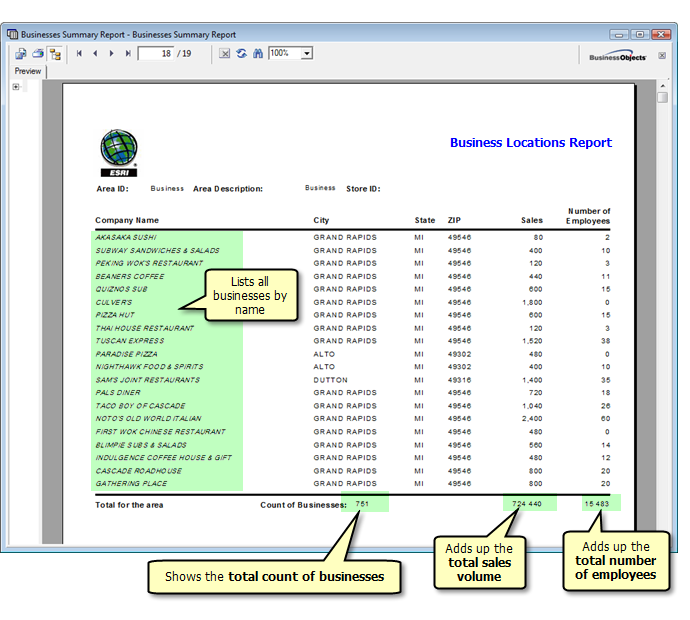 Businesses Summary Report - Businesses Summary Report
18 / 19
100%
BusinessObjects
Preview
ESRI
Business Locations Report
Area ID: Business Area Description: Business Store ID:
Company Name City State ZIP Sales Number of Employees
AKASAKA SUSHI GRAND RAPIDS MI 49546 80 2
SUBWAY SANDWICHES & SALADS GRAND RAPIDS MI 49546 400 10
PEKING WOK'S RESTAURANT GRAND RAPIDS MI 49546 120 3
BEANERS COFFEE GRAND RAPIDS MI 49546 440 11
QUIZNOS SUB GRAND RAPIDS MI 49546 600 15
CULVER'S GRAND RAPIDS MI 49546 1,800 0
PIZZA HUT GRAND RAPIDS MI 49546 600 15
THAI HOUSE RESTAURANT GRAND RAPIDS MI 49546 120 3
TUSCAN EXPRESS GRAND RAPIDS MI 49546 1,520 38
PARADISE PIZZA ALTO MI 49302 480 0
NIGHTHAWK FOOD & SPIRITS ALTO MI 49302 400 10
SAM'S JOINT RESTAURANTS DUTTON MI 49316 1,400 35
PALS DINER GRAND RAPIDS MI 49546 720 18
TACO BOY OF CASCADE GRAND RAPIDS MI 49546 1,040 26
NOTO'S OLD WORLD ITALIAN GRAND RAPIDS MI 49546 2,400 60
FIRST WOK CHINESE RESTAURANT GRAND RAPIDS MI 49546 480 0
BLIMPIE SUBS & SALADS GRAND RAPIDS MI 49546 560 14
INDULGENCE COFFEE HOUSE & GIFT GRAND RAPIDS MI 49546 480 12
CASCADE ROADHOUSE GRAND RAPIDS MI 49546 800 20
GATHERING PLACE GRAND RAPIDS MI 49546 800 20
Total for the area Count of Businesses: 751 724 440 15 483
Lists all
businesses by
name
Shows the total count of businesses
Adds up the
total sales
volume
Adds up the
total number
of employees